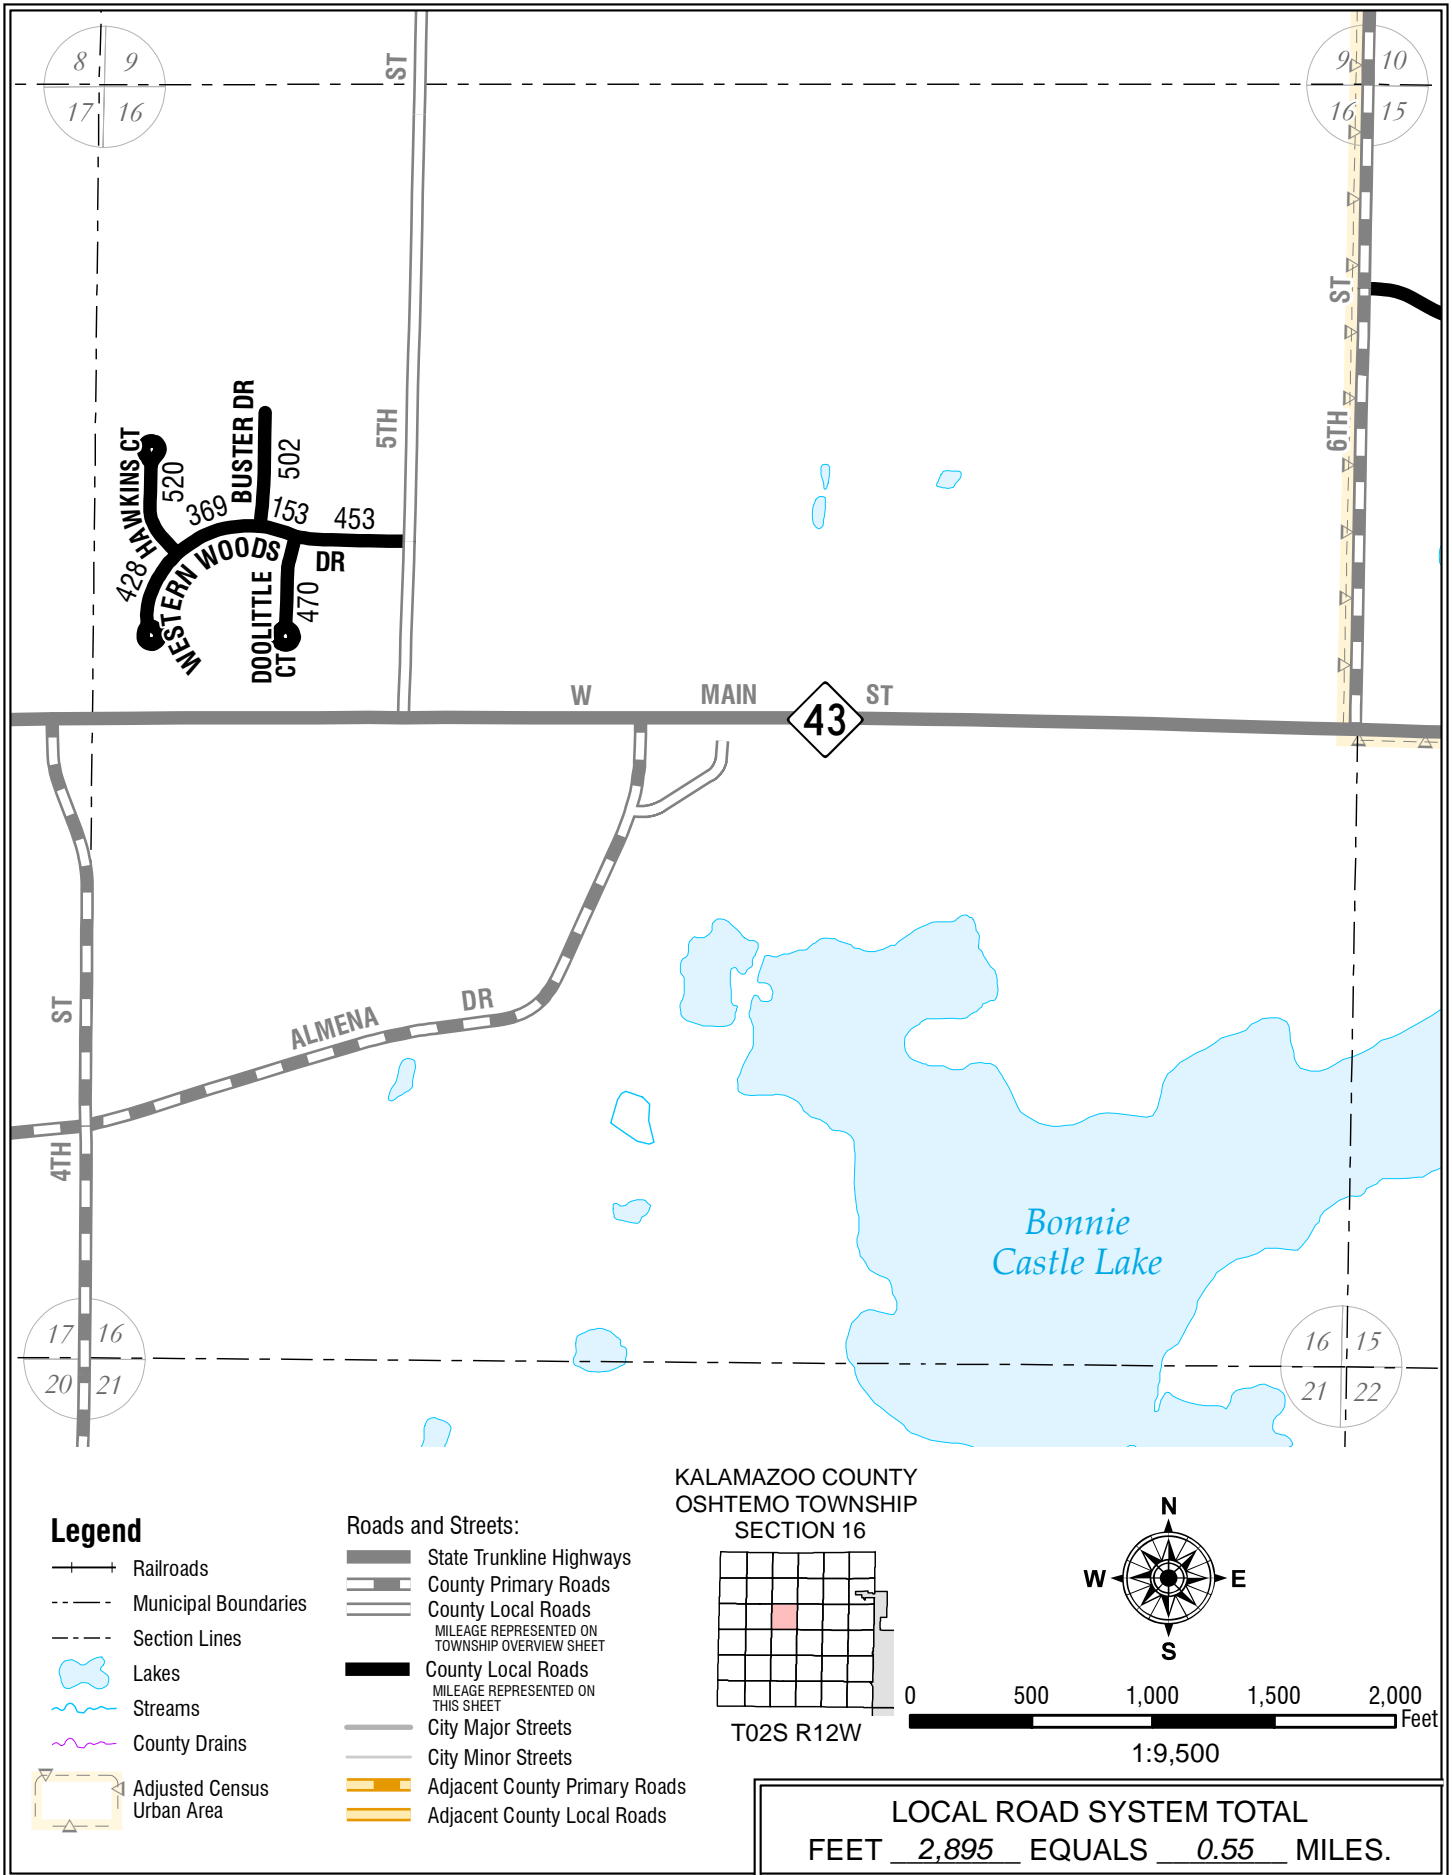 8 9
17 16
ST
9 10
16 15
ST
6TH
5TH
HAWKINS CT
520
BUSTER DR
502
369
153
453
428
WESTERN WOODS DR
DOOLITTLE CT
470
W MAIN ST
43
ST
4TH
ALMENA DR
Bonnie
Castle Lake
17 16
20 21
16 15
21 22
KALAMAZOO COUNTY
OSHTEMO TOWNSHIP
SECTION 16
T02S R12W
Legend
Railroads
Municipal Boundaries
Section Lines
Lakes
Streams
County Drains
Adjusted Census
Urban Area
Roads and Streets:
State Trunkline Highways
County Primary Roads
County Local Roads
MILEAGE REPRESENTED ON
TOWNSHIP OVERVIEW SHEET
County Local Roads
MILEAGE REPRESENTED ON
THIS SHEET
City Major Streets
City Minor Streets
Adjacent County Primary Roads
Adjacent County Local Roads
N
W E
S
0 500 1,000 1,500 2,000
Feet
1:9,500
LOCAL ROAD SYSTEM TOTAL
FEET 2,895 EQUALS 0.55 MILES.